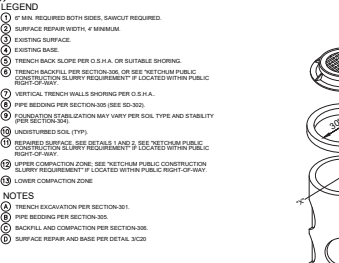 LEGEND
1 6" MIN. REQUIRED BOTH SIDES, SAWCUT REQUIRED.
2 SURFACE REPAIR WIDTH, 4' MINIMUM.
3 EXISTING SURFACE.
4 EXISTING BASE.
5 TRENCH BACK SLOPE PER O.S.H.A. OR SUITABLE SHORING.
6 TRENCH BACKFILL PER SECTION-306, OR SEE "KETCHUM PUBLIC
CONSTRUCTION SLURRY REQUIREMENT" IF LOCATED WITHIN PUBLIC
RIGHT-OF-WAY.
7 VERTICAL TRENCH WALLS SHORING PER O.S.H.A..
8 PIPE BEDDING PER SECTION-305 (SEE SD-302).
9 FOUNDATION STABILIZATION MAY VARY PER SOIL TYPE AND STABILITY
(PER SECTION-304).
10 UNDISTURBED SOIL (TYP).
11 REPAIRED SURFACE, SEE DETAILS 1 AND 2, SEE "KETCHUM PUBLIC
CONSTRUCTION SLURRY REQUIREMENT" IF LOCATED WITHIN PUBLIC
RIGHT-OF-WAY.
12 UPPER COMPACTION ZONE; SEE "KETCHUM PUBLIC CONSTRUCTION
SLURRY REQUIREMENT" IF LOCATED WITHIN PUBLIC RIGHT-OF-WAY.
13 LOWER COMPACTION ZONE
NOTES
A TRENCH EXCAVATION PER SECTION-301.
B PIPE BEDDING PER SECTION-305.
C BACKFILL AND COMPACTION PER SECTION-306.
D SURFACE REPAIR AND BASE PER DETAIL 3/C20